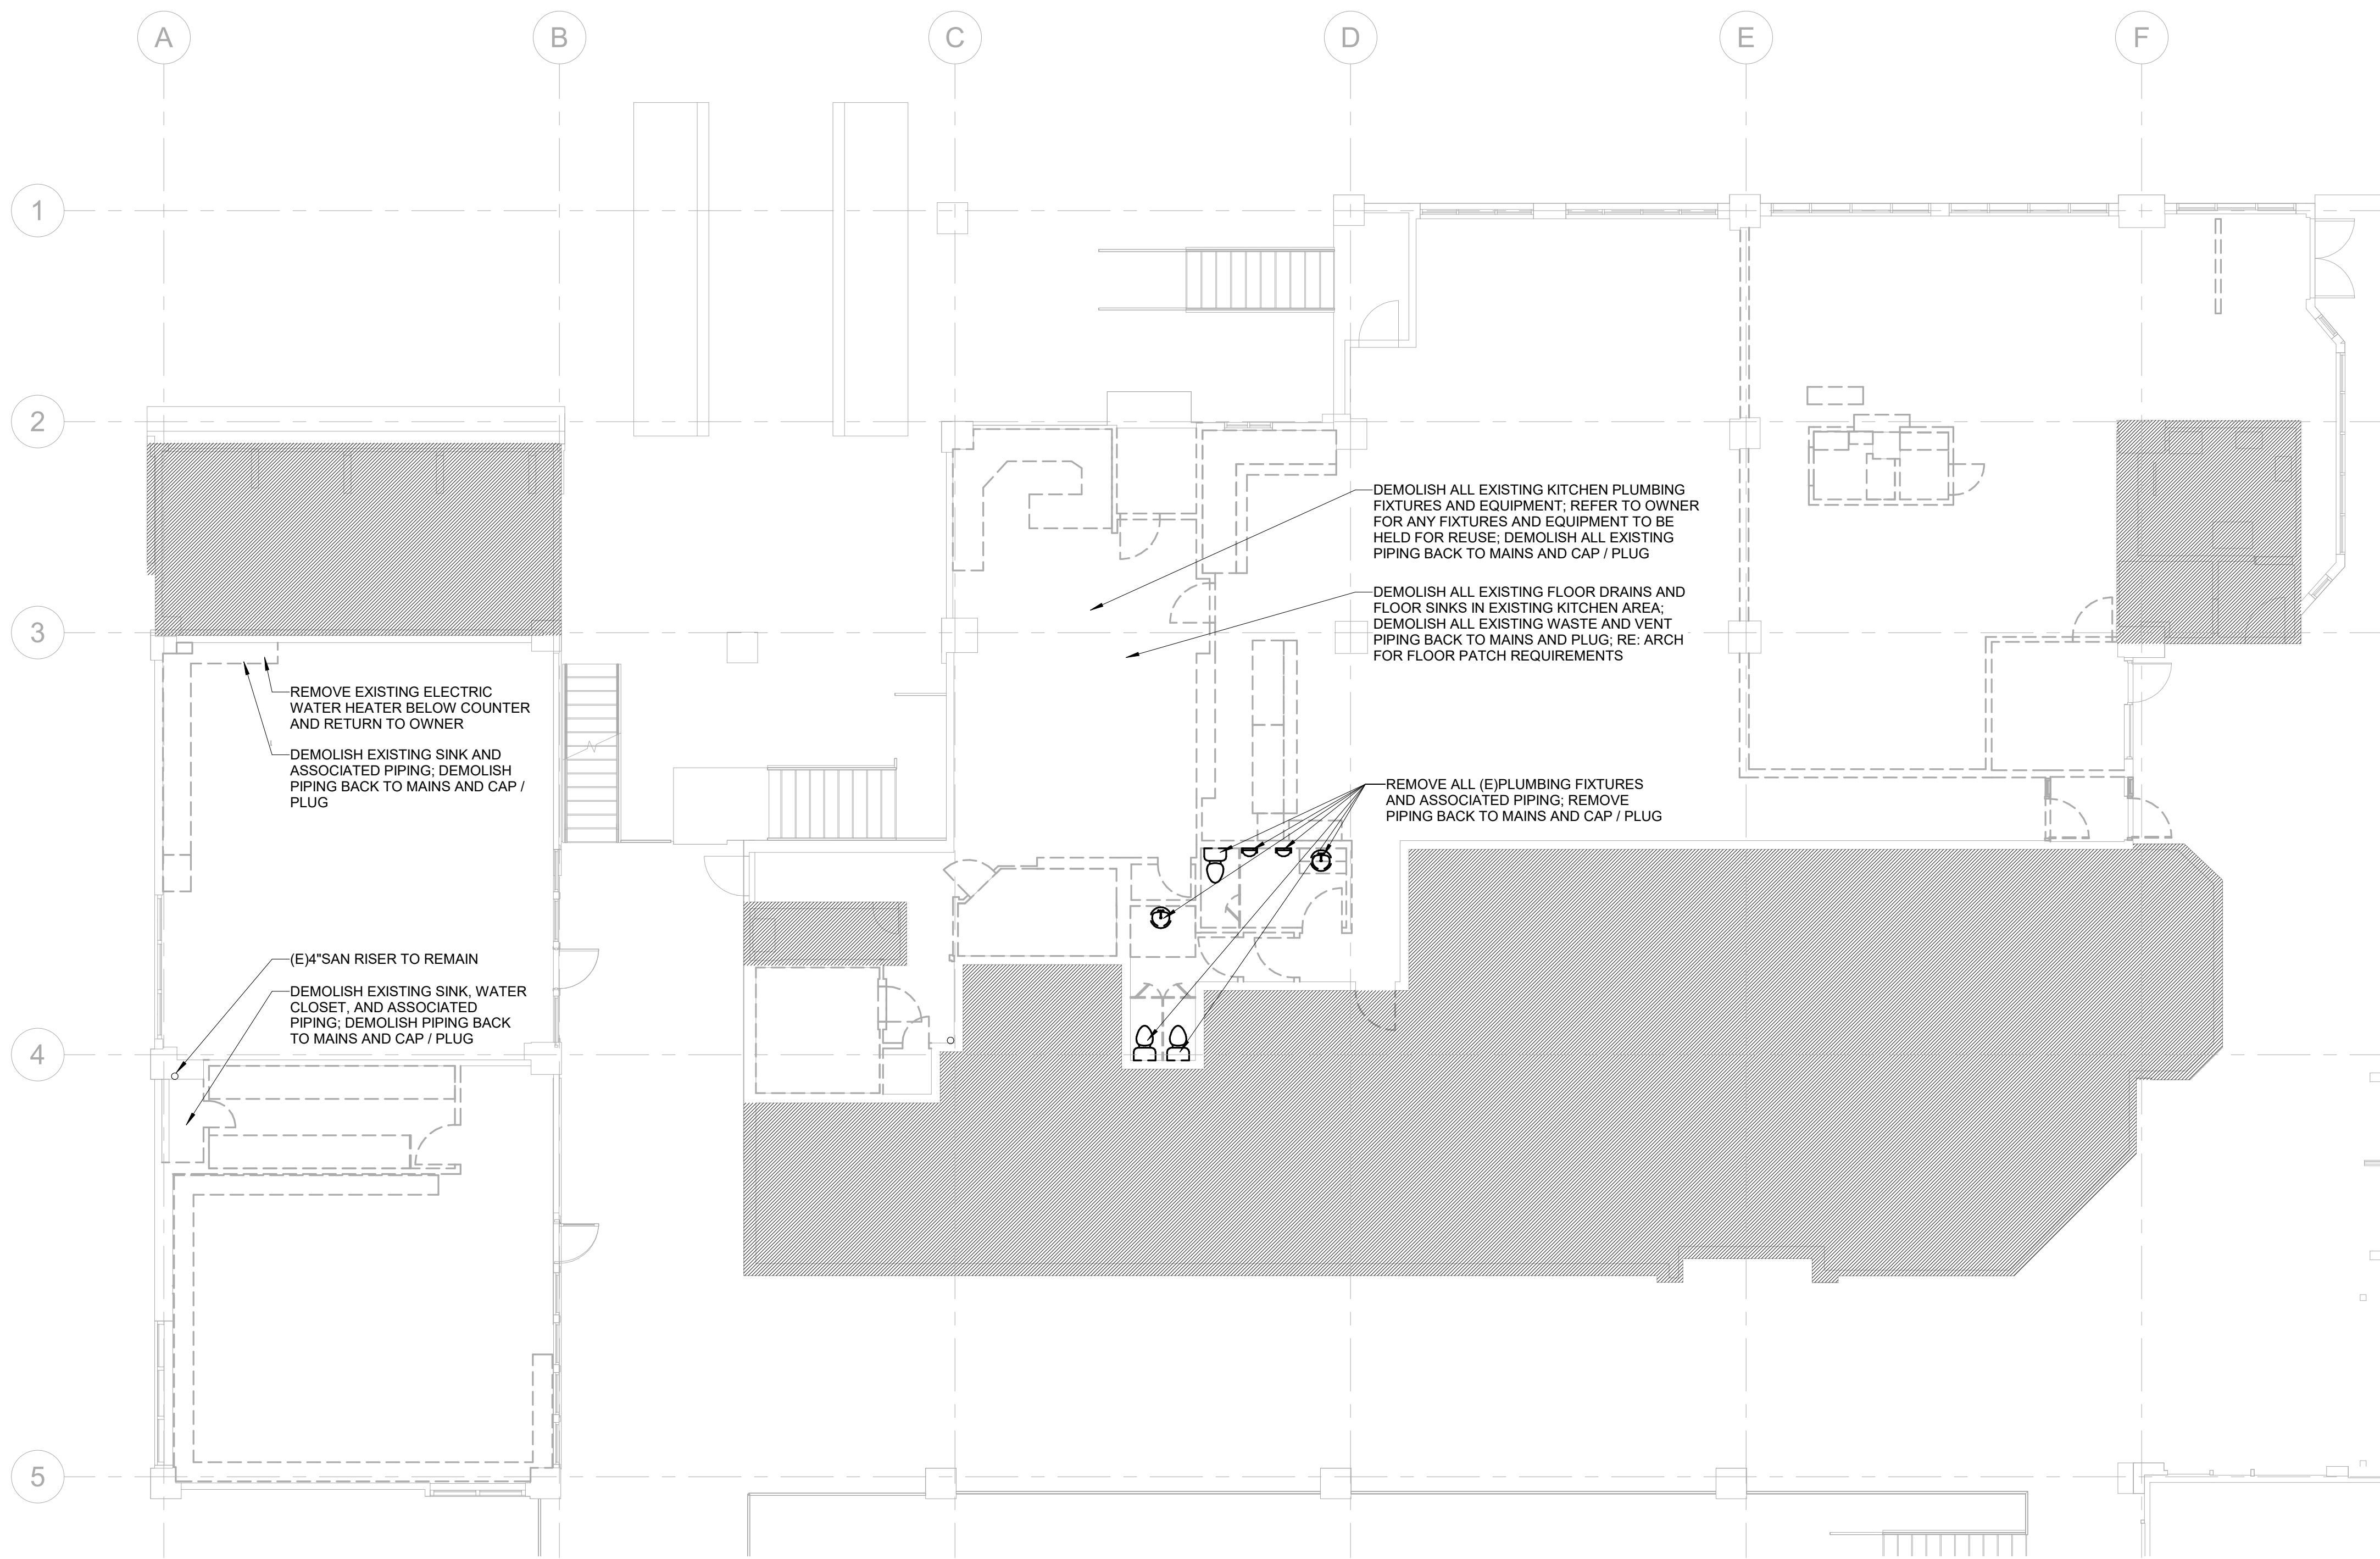 A
B
C
D
E
F
1
2
DEMOLISH ALL EXISTING KITCHEN PLUMBING
FIXTURES AND EQUIPMENT; REFER TO OWNER
FOR ANY FIXTURES AND EQUIPMENT TO BE
HELD FOR REUSE; DEMOLISH ALL EXISTING
PIPING BACK TO MAINS AND CAP / PLUG
DEMOLISH ALL EXISTING FLOOR DRAINS AND
FLOOR SINKS IN EXISTING KITCHEN AREA;
DEMOLISH ALL EXISTING WASTE AND VENT
PIPING BACK TO MAINS AND PLUG; RE: ARCH
FOR FLOOR PATCH REQUIREMENTS
3
REMOVE EXISTING ELECTRIC
WATER HEATER BELOW COUNTER
AND RETURN TO OWNER
DEMOLISH EXISTING SINK AND
ASSOCIATED PIPING; DEMOLISH
PIPING BACK TO MAINS AND CAP /
PLUG
REMOVE ALL (E)PLUMBING FIXTURES
AND ASSOCIATED PIPING; REMOVE
PIPING BACK TO MAINS AND CAP / PLUG
(E)4"SAN RISER TO REMAIN
DEMOLISH EXISTING SINK, WATER
CLOSET, AND ASSOCIATED
PIPING; DEMOLISH PIPING BACK
TO MAINS AND CAP / PLUG
4
5